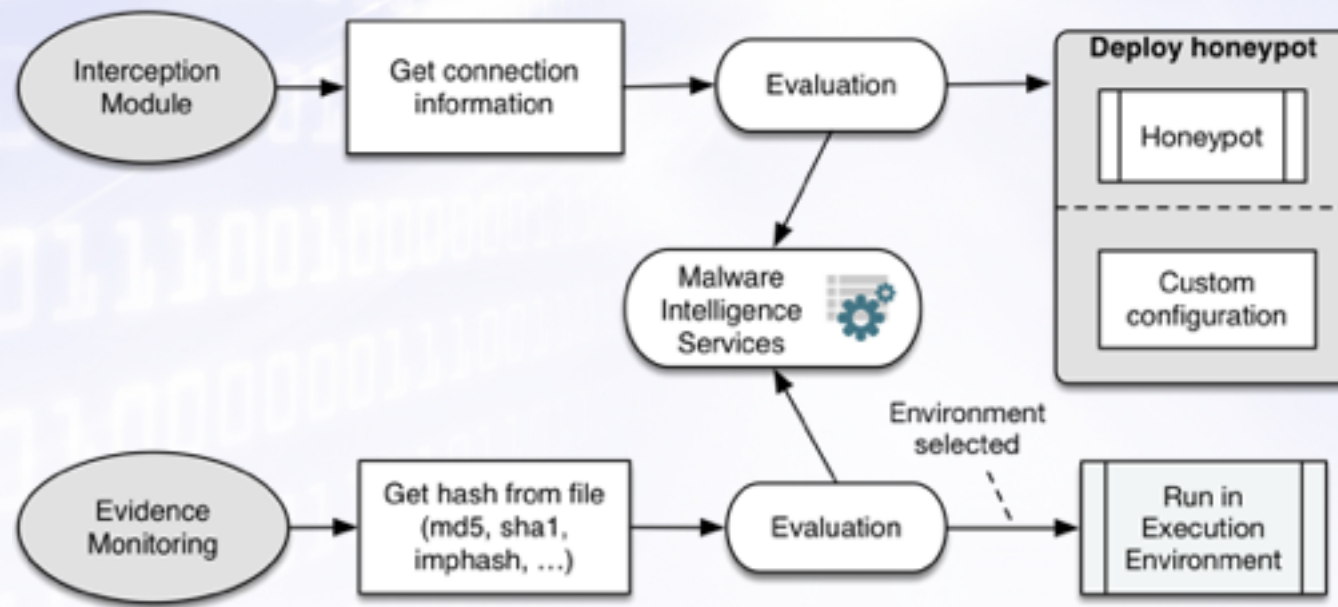 Interception
Module
Get connection
information
Evaluation
Deploy honeypot
Honeypot
Custom
configuration
Malware
Intelligence
Services
Environment
selected
Evidence
Monitoring
Get hash from file
(md5, sha1,
imphash, ...)
Evaluation
Run in
Execution
Environment